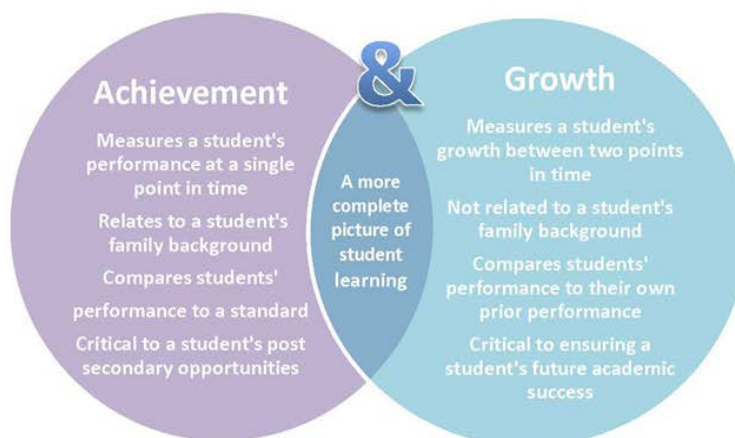 Achievement
Measures a student's
performance at a single
point in time
Relates to a student's
family background
Compares students'
performance to a standard
Critical to a student's post
secondary opportunities
&
A more
complete
picture of
student
learning
Growth
Measures a student's
growth between two points
in time
Not related to a student's
family background
Compares students'
performance to their own
prior performance
Critical to ensuring a
student's future academic
success